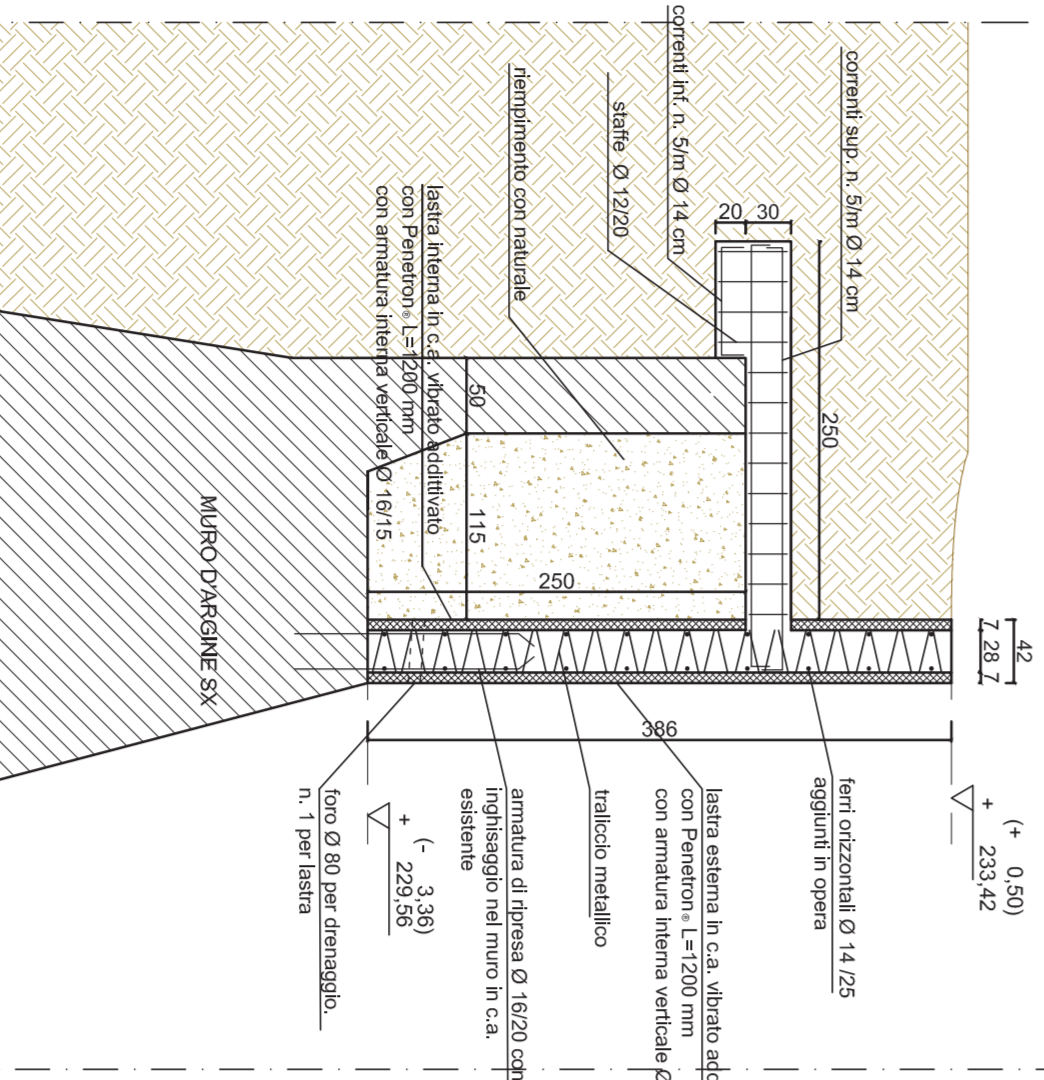 correnti sup. n. 5/m Ø 14 cm
correnti inf. n. 5/m Ø 14 cm
staffe Ø 12/20
riempimento con naturale
lastra interna in c.a. vibrato addittivato
con Penetron® L=1200 mm
con armatura interna verticale Ø 16/15
20
30
250
50
115
250
MURO D'ARGINE SX
42
7
28
7
386
(+ 0,50)
+ 233,42
ferri orizzontali Ø 14 /25
aggiunti in opera
lastra esterna in c.a. vibrato add
con Penetron® L=1200 mm
con armatura interna verticale Ø
traliccio metallico
armatura di ripresa Ø 16/20 con
inghisaggio nel muro in c.a.
esistente
(- 3,36)
+ 229,56
foro Ø 80 per drenaggio.
n. 1 per lastra